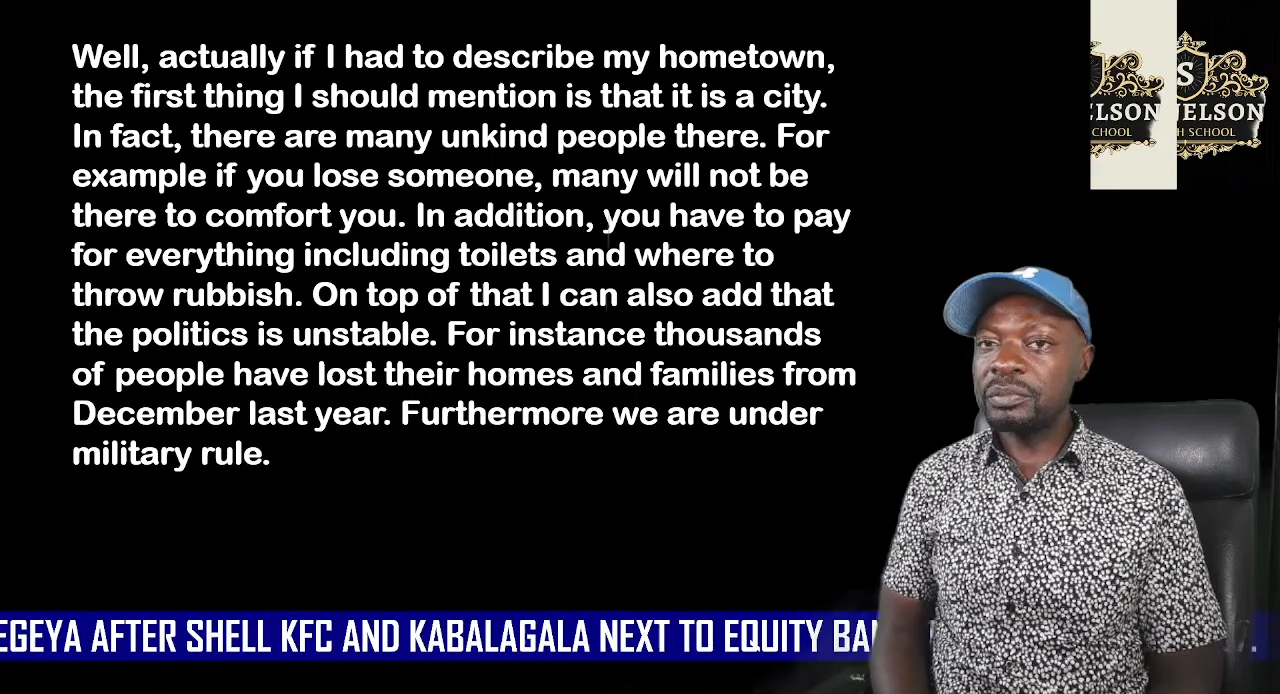 Well, actually if I had to describe my hometown,
the first thing I should mention is that it is a city.
In fact, there are many unkind people there. For
example if you lose someone, many will not be
there to comfort you. In addition, you have to pay
for everything including toilets and where to
throw rubbish. On top of that I can also add that
the politics is unstable. For instance thousands
of people have lost their homes and families from
December last year. Furthermore we are under
military rule.
S
ELSON NELSON
CHOOL H SCHOOL
EGEYA AFTER SHELL KFC AND KABALAGALA NEXT TO EQUITY BA